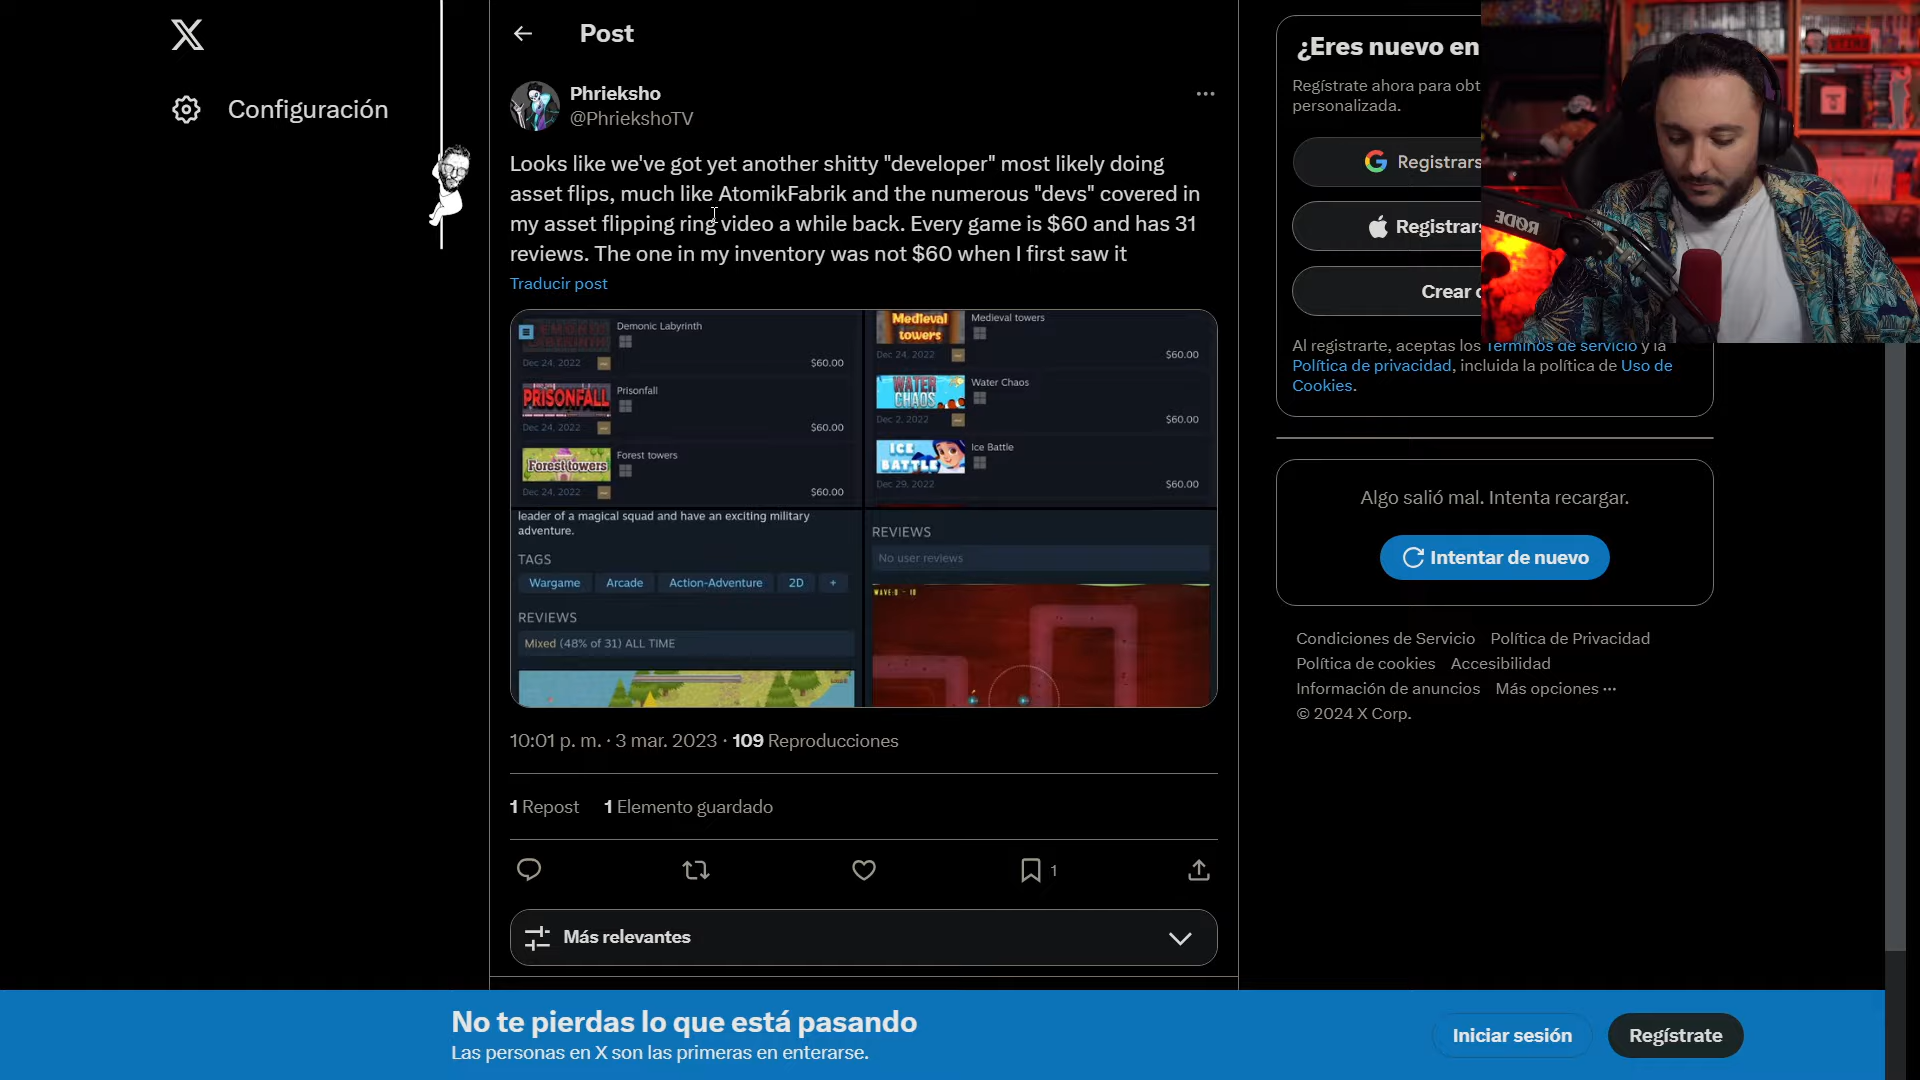 Configuración
Post
Phrieksho
@PhriekshoTV
Looks like we've got yet another shitty "developer" most likely doing
asset flips, much like AtomikFabrik and the numerous "devs" covered in
my asset flipping ring video a while back. Every game is $60 and has 31
reviews. The one in my inventory was not $60 when I first saw it
Traducir post
Demonic Labyrinth
Dec 24, 2022
$60.00
PRISONFALL
Prisonfall
Dec 24, 2022
$60.00
Forest towers
Forest towers
Dec 24, 2022
$60.00
Medieval
towers
Medieval towers
Dec 24, 2022
$60.00
WATER
CHAOS
Water Chaos
Dec 2, 2022
$60.00
ICE
BATTLE
Ice Battle
Dec 29, 2022
$60.00
leader of a magical squad and have an exciting military
adventure.
TAGS
Wargame Arcade Action-Adventure 2D +
REVIEWS
Mixed (48% of 31) ALL TIME
REVIEWS
No user reviews
10:01 p. m. · 3 mar. 2023 · 109 Reproducciones
1 Repost 1 Elemento guardado
1
Más relevantes
¿Eres nuevo en
Regístrate ahora para obt
personalizada.
Registrars
Registrars
Crear c
Al registrarte, aceptas los Términos de servicio y la
Política de privacidad, incluida la política de Uso de
Cookies.
Algo salió mal. Intenta recargar.
Intentar de nuevo
Condiciones de Servicio Política de Privacidad
Política de cookies Accesibilidad
Información de anuncios Más opciones ···
© 2024 X Corp.
RØDE
No te pierdas lo que está pasando
Las personas en X son las primeras en enterarse.
Iniciar sesión
Regístrate